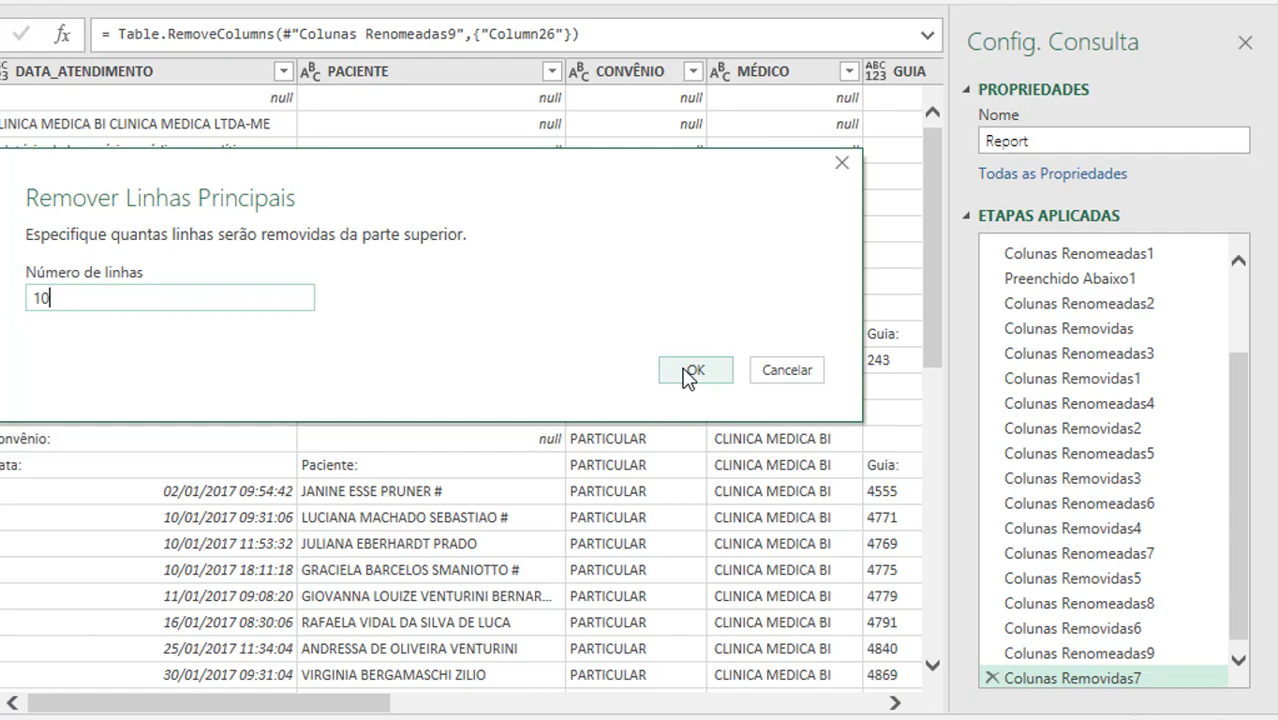 fx = Table.RemoveColumns(#"Colunas Renomeadas9",{"Column26"})
DATA_ATENDIMENTO ABC PACIENTE ABC CONVÊNIO ABC MÉDICO ABC 123 GUIA
null null null null
LINICA MEDICA BI CLINICA MEDICA LTDA-ME null null null
Remover Linhas Principais
Especifique quantas linhas serão removidas da parte superior.
Número de linhas
10
OK Cancelar
Guia:
243
onvênio: null PARTICULAR CLINICA MEDICA BI
ata: Paciente: PARTICULAR CLINICA MEDICA BI Guia:
02/01/2017 09:54:42 JANINE ESSE PRUNER # PARTICULAR CLINICA MEDICA BI 4555
10/01/2017 09:31:06 LUCIANA MACHADO SEBASTIAO # PARTICULAR CLINICA MEDICA BI 4771
10/01/2017 11:53:32 JULIANA EBERHARDT PRADO PARTICULAR CLINICA MEDICA BI 4769
10/01/2017 18:11:18 GRACIELA BARCELOS SMANIOTTO # PARTICULAR CLINICA MEDICA BI 4775
11/01/2017 09:08:20 GIOVANNA LOUIZE VENTURINI BERNAR... PARTICULAR CLINICA MEDICA BI 4779
16/01/2017 08:30:06 RAFAELA VIDAL DA SILVA DE LUCA PARTICULAR CLINICA MEDICA BI 4791
25/01/2017 11:34:04 ANDRESSA DE OLIVEIRA VENTURINI PARTICULAR CLINICA MEDICA BI 4840
30/01/2017 09:31:04 VIRGINIA BERGAMASCHI ZILIO PARTICULAR CLINICA MEDICA BI 4869
Config. Consulta
PROPRIEDADES
Nome
Report
Todas as Propriedades
ETAPAS APLICADAS
Colunas Renomeadas1
Preenchido Abaixo1
Colunas Renomeadas2
Colunas Removidas
Colunas Renomeadas3
Colunas Removidas1
Colunas Renomeadas4
Colunas Removidas2
Colunas Renomeadas5
Colunas Removidas3
Colunas Renomeadas6
Colunas Removidas4
Colunas Renomeadas7
Colunas Removidas5
Colunas Renomeadas8
Colunas Removidas6
Colunas Renomeadas9
Colunas Removidas7